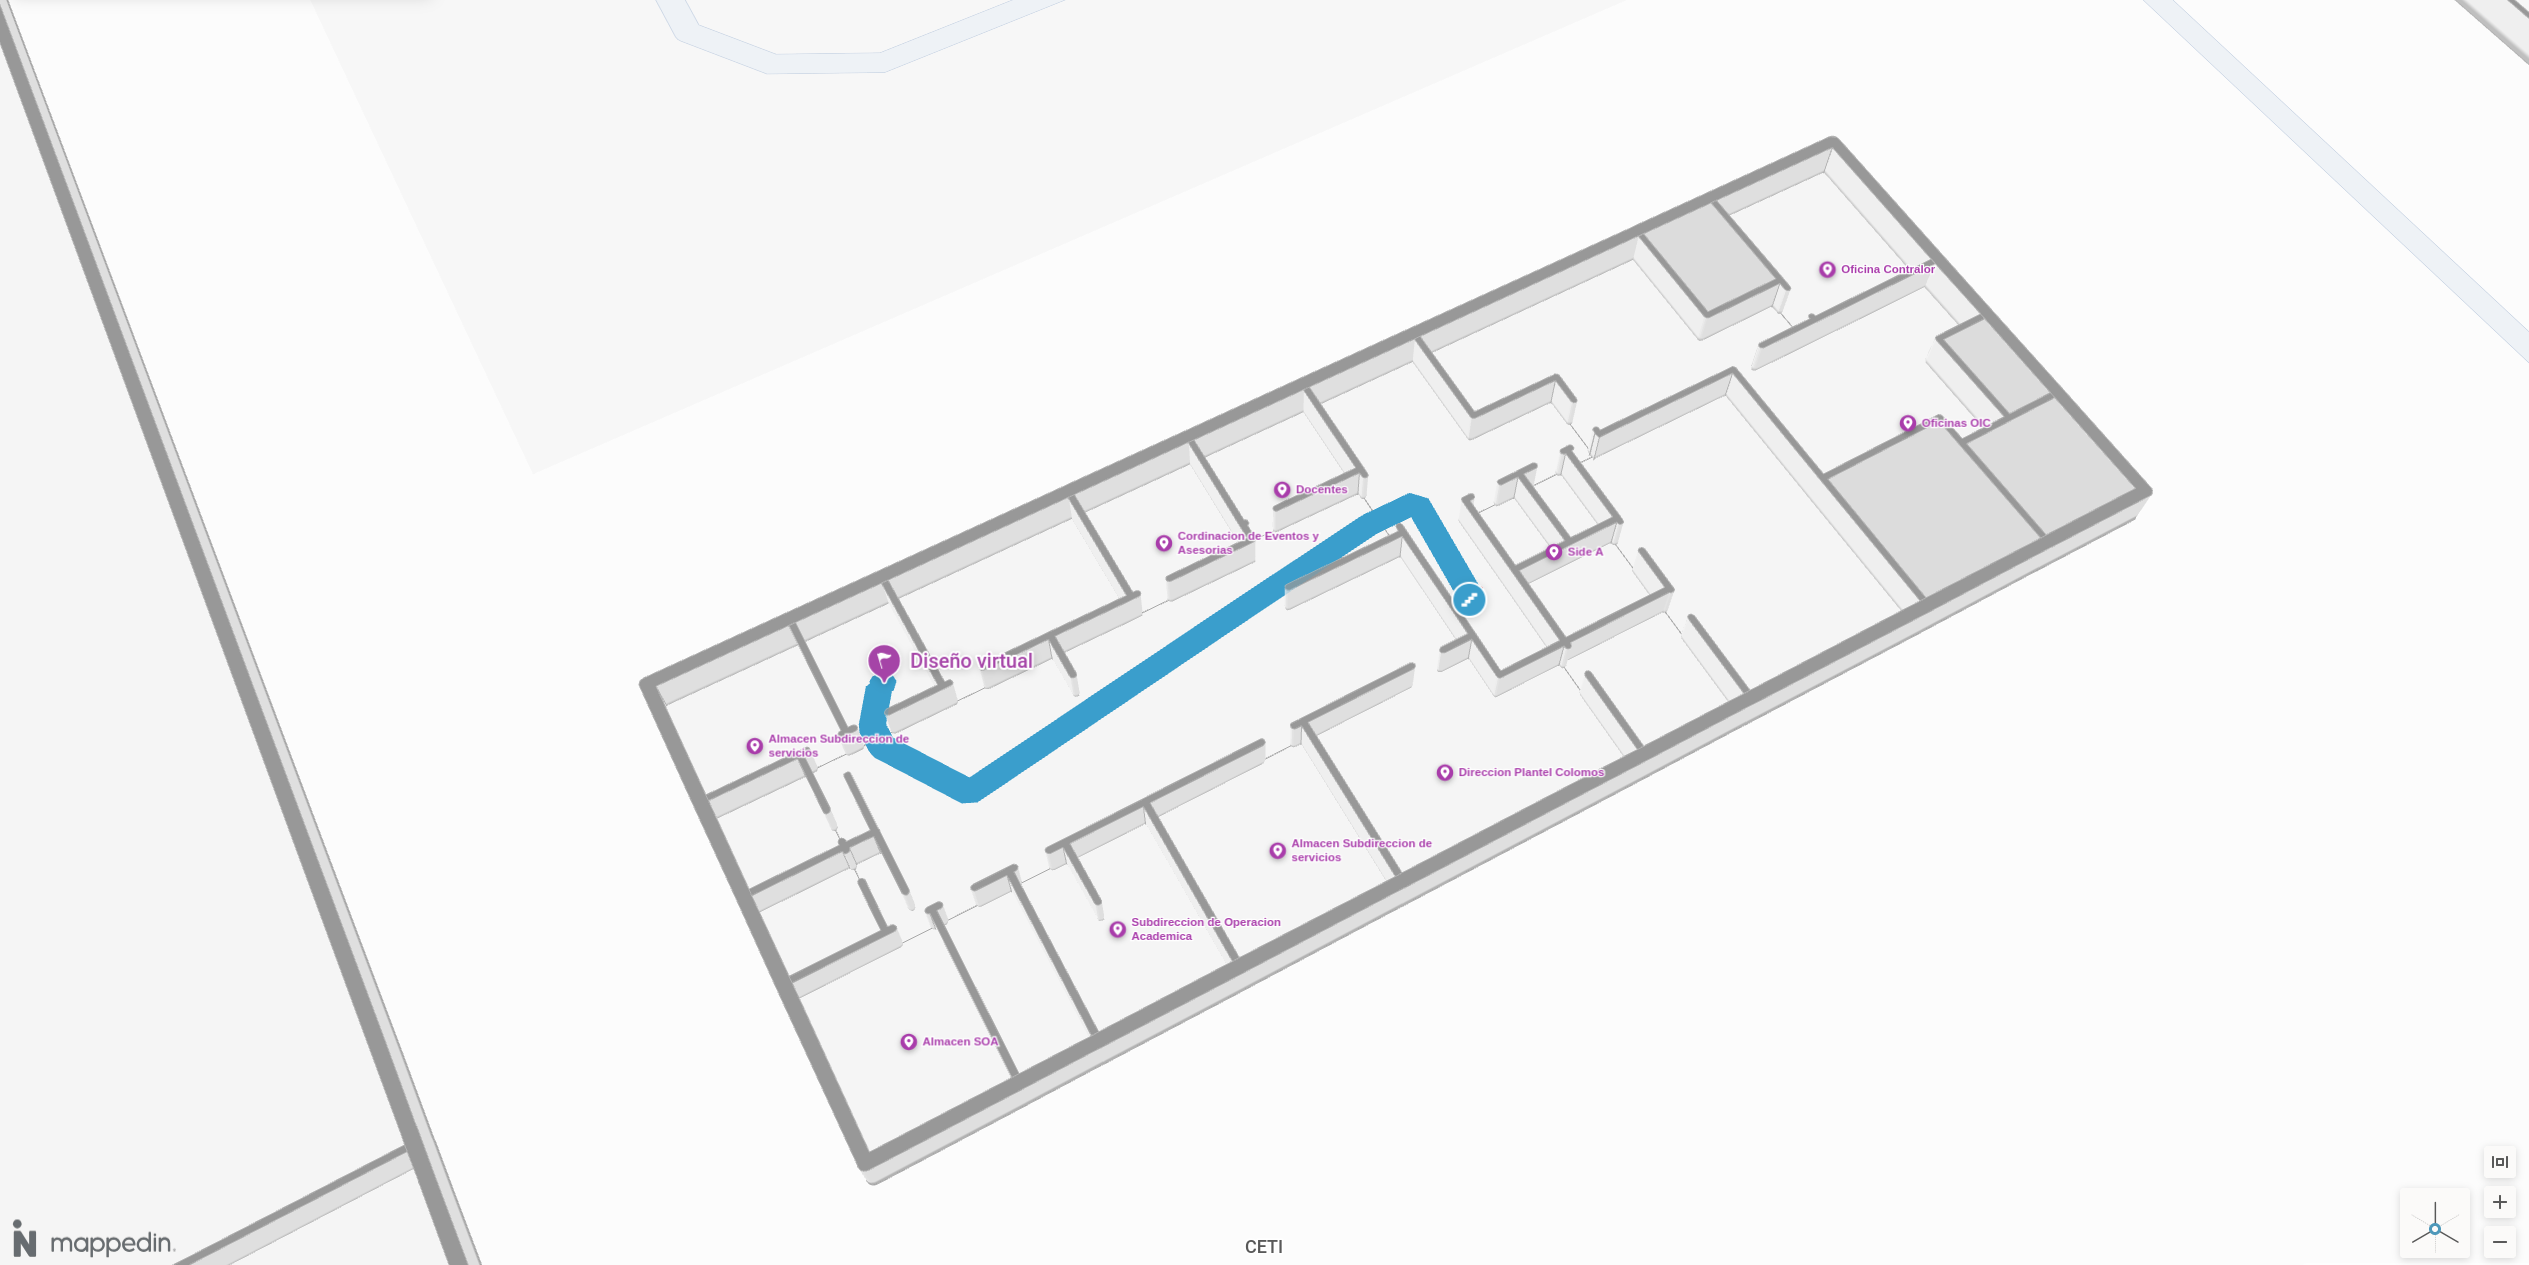 Oficina Contralor
Oficinas OIC
Docentes
Cordinacion de Eventos y
Asesorias
Side A
Diseño virtual
Almacen Subdireccion de
servicios
Direccion Plantel Colomos
Almacen Subdireccion de
servicios
Subdireccion de Operacion
Academica
Almacen SOA
mappedin.
CETI